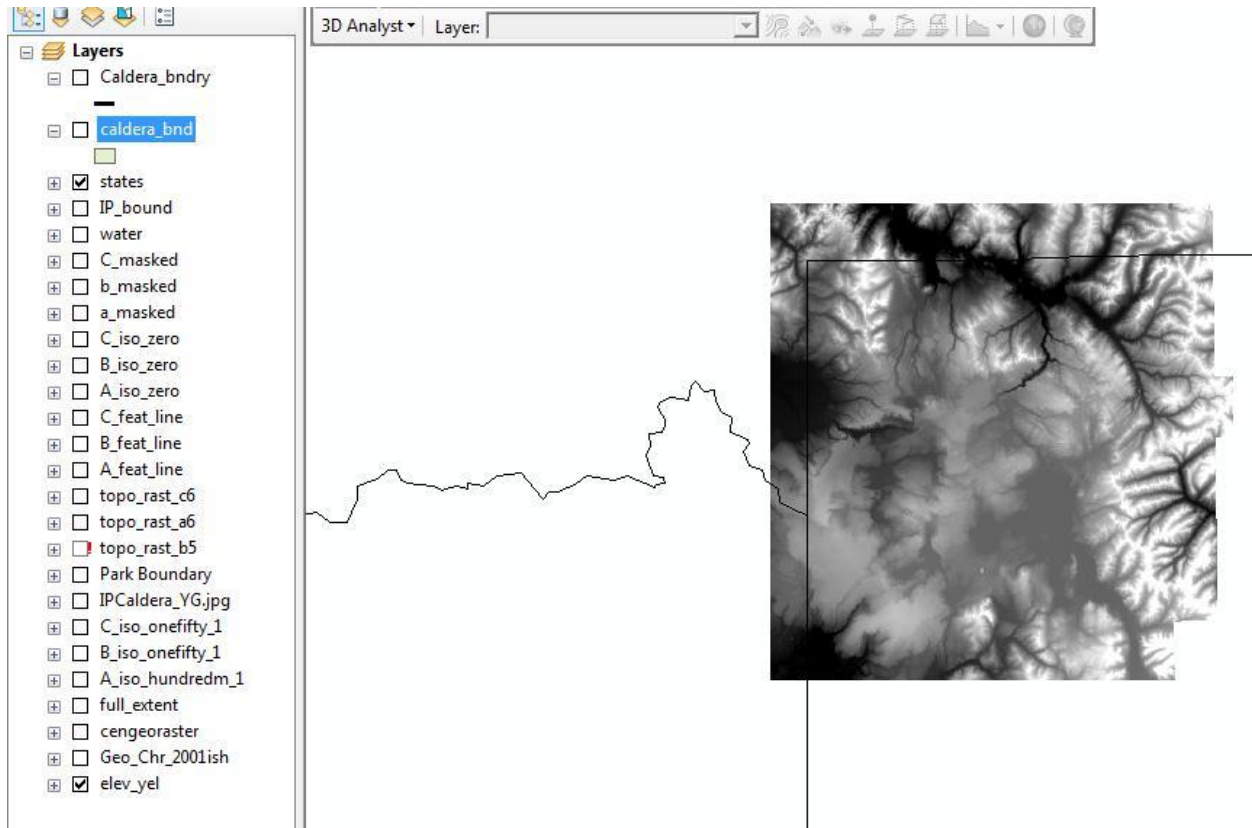 3D Analyst
Layer:
Layers
Caldera_bndry
caldera_bnd
states
IP_bound
water
C_masked
b_masked
a_masked
C_iso_zero
B_iso_zero
A_iso_zero
C_feat_line
B_feat_line
A_feat_line
topo_rast_c6
topo_rast_a6
topo_rast_b5
Park Boundary
IPCaldera_YG.jpg
C_iso_onefifty_1
B_iso_onefifty_1
A_iso_hundredm_1
full_extent
cengeoraster
Geo_Chr_2001ish
elev_yel